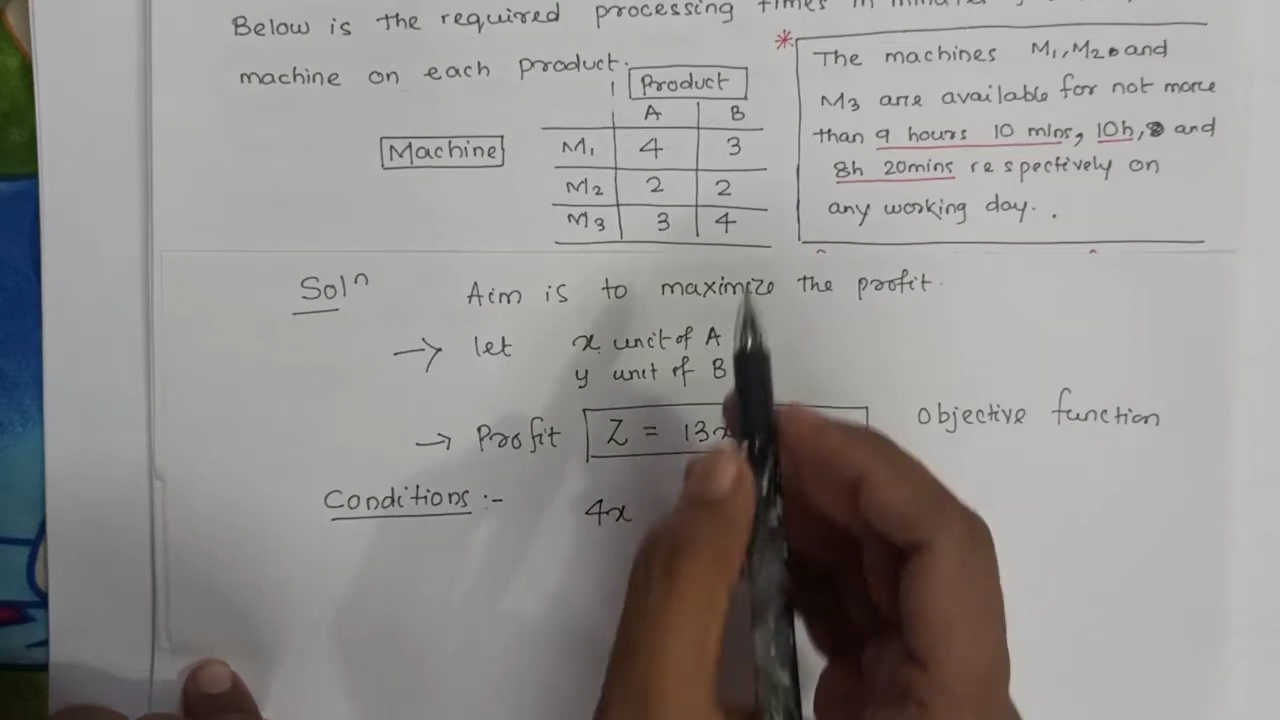 Below is the required processing times in
machine on each product.
Product
A B
Machine
M₁ 4 3
M₂ 2 2
M₃ 3 4
* The machines M₁, M₂ and
M3 are available for not more
than 9 hours 10 mins, 10h, and
8h 20mins respectively on
any working day.
Solⁿ Aim is to maximize the profit.
→ let x unit of A
y unit of B
→ Profit Z = 13x
Objective function
Conditions :- 4x